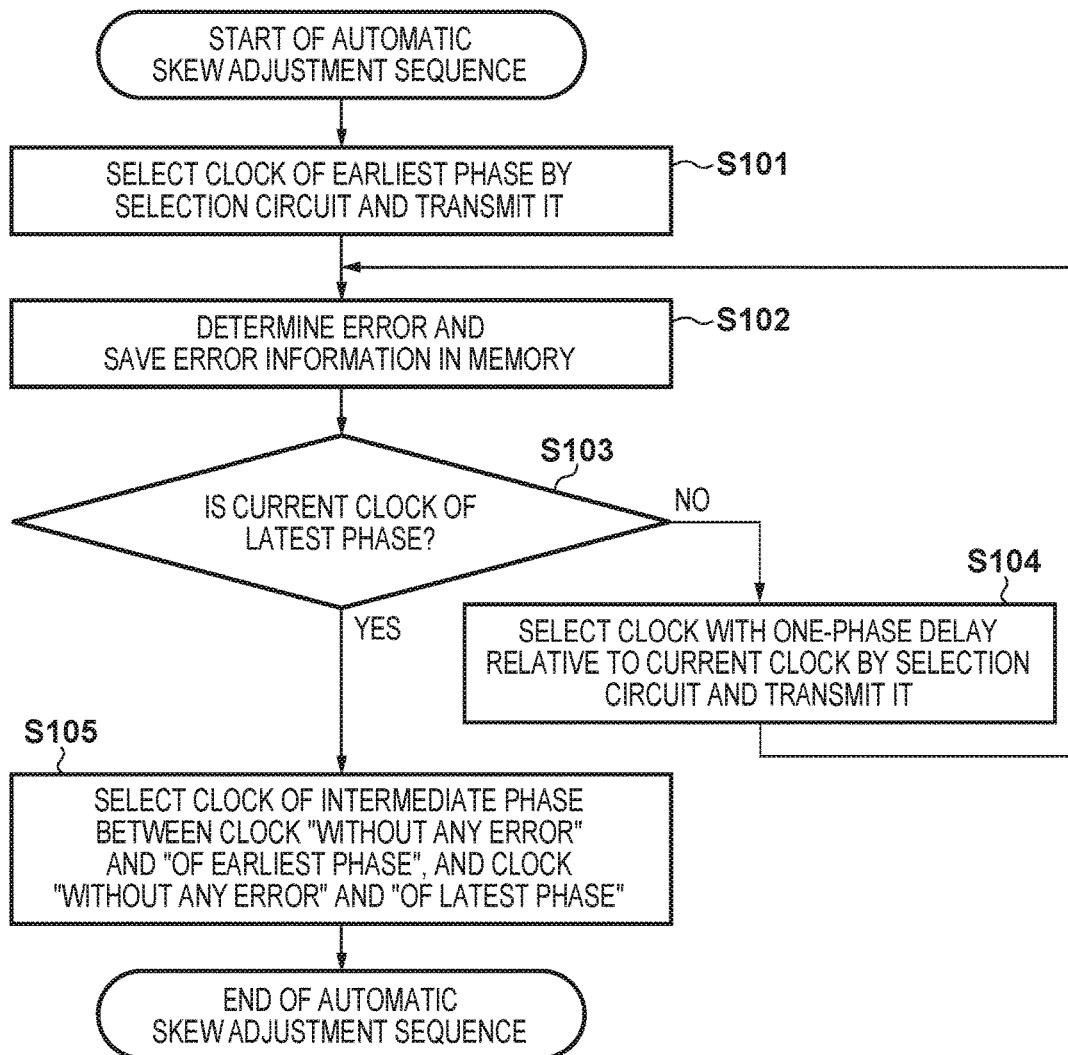 START OF AUTOMATIC
SKEW ADJUSTMENT SEQUENCE
SELECT CLOCK OF EARLIEST PHASE BY
SELECTION CIRCUIT AND TRANSMIT IT
S101
DETERMINE ERROR AND
SAVE ERROR INFORMATION IN MEMORY
S102
S103
IS CURRENT CLOCK OF
LATEST PHASE?
NO
YES
S104
SELECT CLOCK WITH ONE-PHASE DELAY
RELATIVE TO CURRENT CLOCK BY SELECTION
CIRCUIT AND TRANSMIT IT
S105
SELECT CLOCK OF INTERMEDIATE PHASE
BETWEEN CLOCK "WITHOUT ANY ERROR"
AND "OF EARLIEST PHASE", AND CLOCK
"WITHOUT ANY ERROR" AND "OF LATEST PHASE"
END OF AUTOMATIC
SKEW ADJUSTMENT SEQUENCE